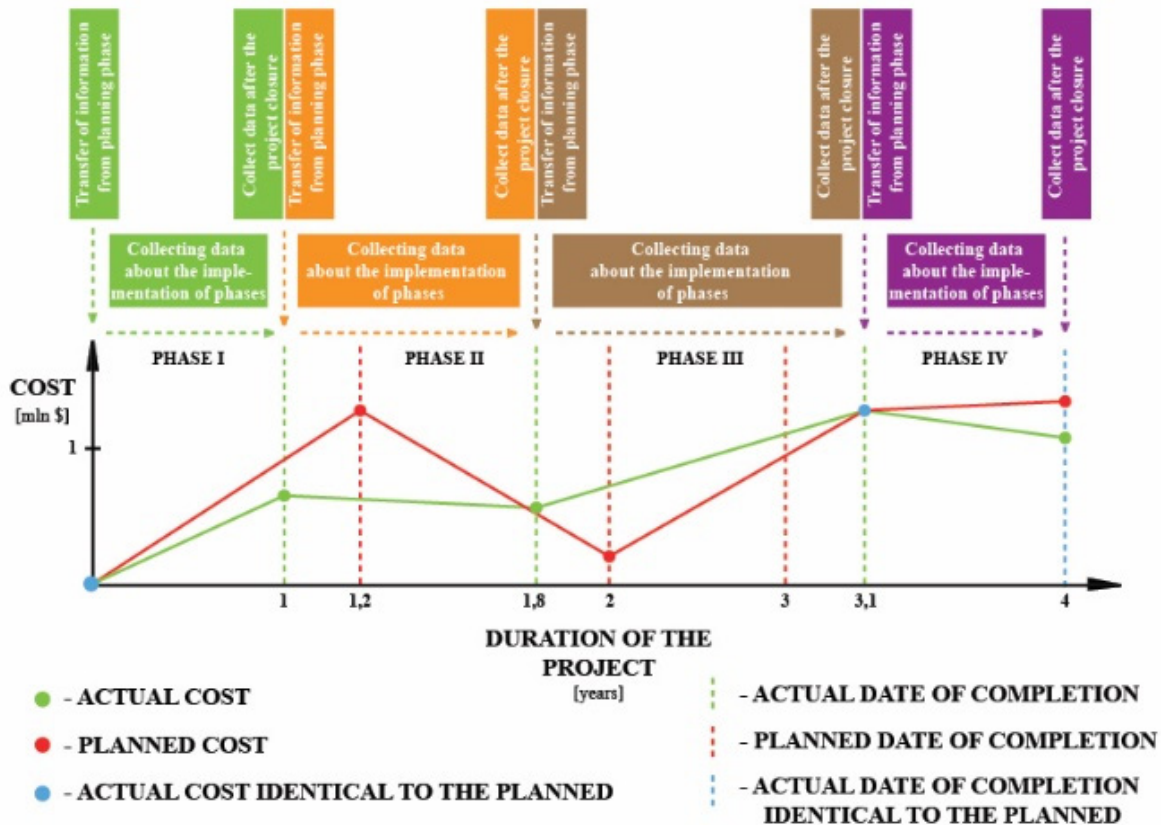 Transfer of information
from planning phase
Collect data after the
project closure
Transfer of information
from planning phase
Collect data after the
project closure
Transfer of information
from planning phase
Collect data after the
project closure
Transfer of information
from planning phase
Collect data after the
project closure
Collecting data
about the imple-
mentation of phases
Collecting data
about the implementation
of phases
Collecting data
about the implementation
of phases
Collecting data
about the imple-
mentation of phases
PHASE I
PHASE II
PHASE III
PHASE IV
COST
[mln $]
1
1 1,2 1,8 2 3 3,1 4
DURATION OF THE
PROJECT
[years]
- ACTUAL COST
- PLANNED COST
- ACTUAL COST IDENTICAL TO THE PLANNED
- ACTUAL DATE OF COMPLETION
- PLANNED DATE OF COMPLETION
- ACTUAL DATE OF COMPLETION
IDENTICAL TO THE PLANNED